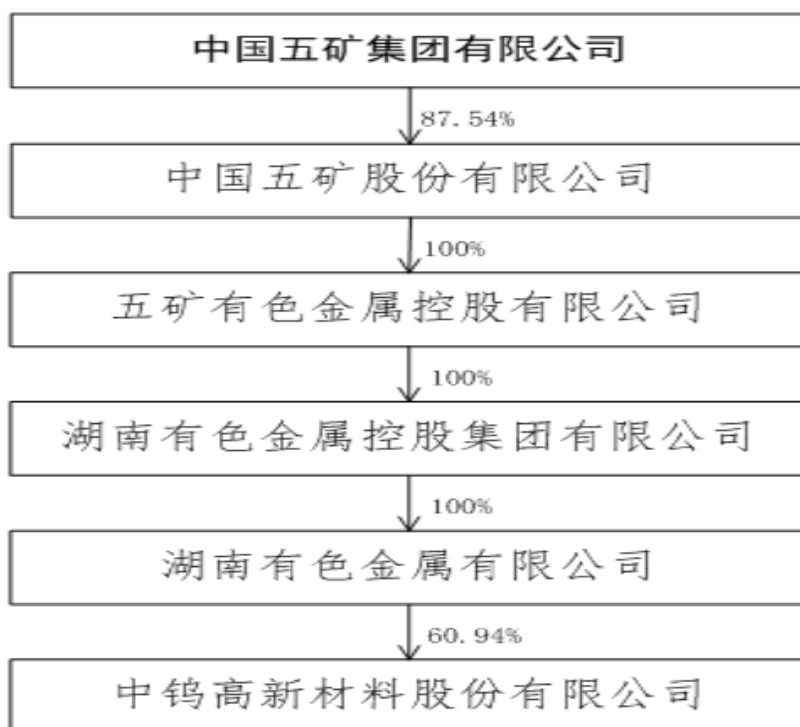 中国五矿集团有限公司
87.54%
中国五矿股份有限公司
100%
五矿有色金属控股有限公司
100%
湖南有色金属控股集团有限公司
100%
湖南有色金属有限公司
60.94%
中钨高新材料股份有限公司